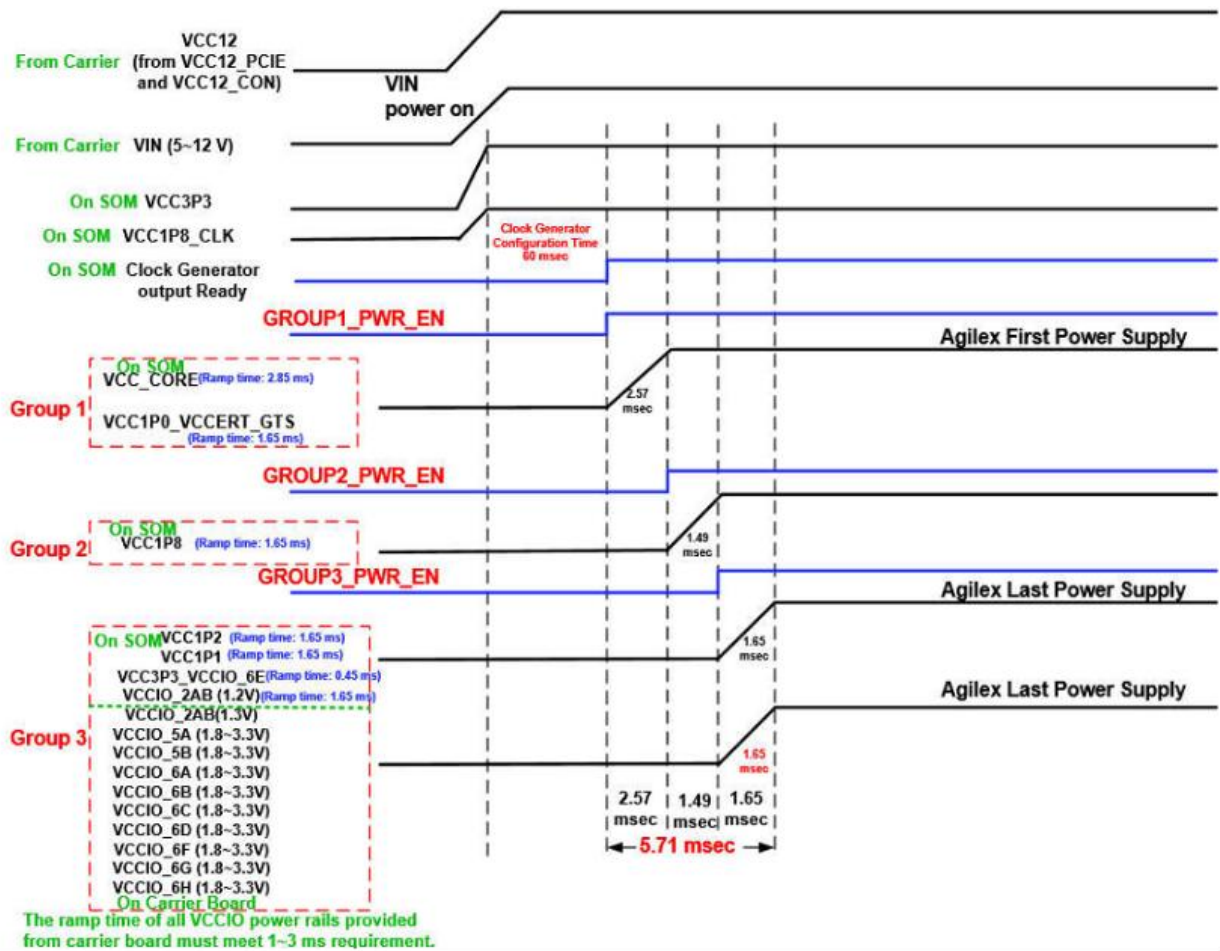 VCC12
From Carrier (from VCC12_PCIE
and VCC12_CON)
VIN
power on
From Carrier VIN (5~12 V)
On SOM VCC3P3
On SOM VCC1P8_CLK
Clock Generator
Configuration Time
60 msec
On SOM Clock Generator
output Ready
GROUP1_PWR_EN
Agilex First Power Supply
On SOM
VCC_CORE(Ramp time: 2.85 ms)
Group 1
VCC1P0_VCCERT_GTS
(Ramp time: 1.65 ms)
2.57
msec
GROUP2_PWR_EN
On SOM
Group 2 VCC1P8 (Ramp time: 1.65 ms)
1.49
msec
GROUP3_PWR_EN
Agilex Last Power Supply
On SOM VCC1P2 (Ramp time: 1.65 ms)
VCC1P1 (Ramp time: 1.65 ms)
VCC3P3_VCCIO_6E(Ramp time: 0.45 ms)
VCCIO_2AB (1.2V)(Ramp time: 1.65 ms)
1.65
msec
Agilex Last Power Supply
Group 3
VCCIO_2AB(1.3V)
VCCIO_5A (1.8~3.3V)
VCCIO_5B (1.8~3.3V)
VCCIO_6A (1.8~3.3V)
VCCIO_6B (1.8~3.3V)
VCCIO_6C (1.8~3.3V)
VCCIO_6D (1.8~3.3V)
VCCIO_6F (1.8~3.3V)
VCCIO_6G (1.8~3.3V)
VCCIO_6H (1.8~3.3V)
On Carrier Board
1.65
msec
2.57 1.49 1.65
msec msec msec
5.71 msec
The ramp time of all VCCIO power rails provided
from carrier board must meet 1~3 ms requirement.